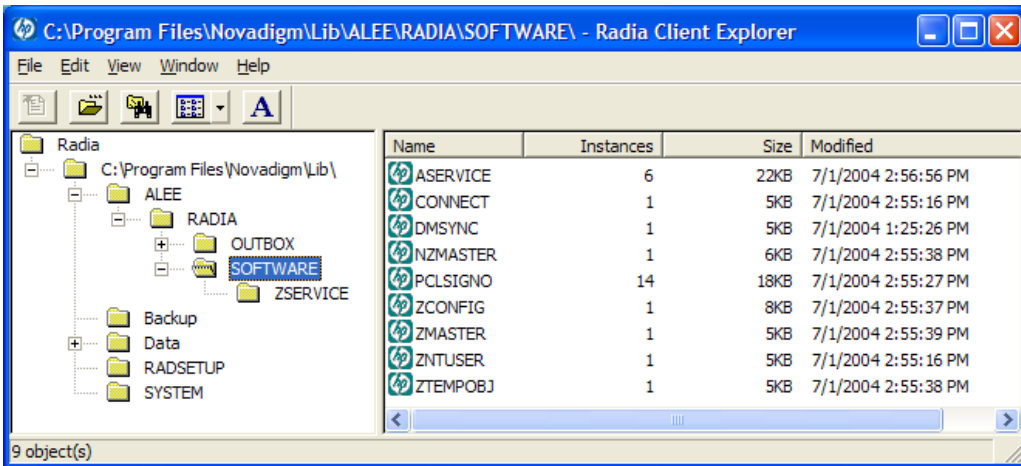 C:\Program Files\Novadigm\Lib\ALEE\RADIA\SOFTWARE\ - Radia Client Explorer
File Edit View Window Help
A
Radia
C:\Program Files\Novadigm\Lib\
ALEE
RADIA
OUTBOX
SOFTWARE
ZSERVICE
Backup
Data
RADSETUP
SYSTEM
Name Instances Size Modified
ASERVICE 6 22KB 7/1/2004 2:56:56 PM
CONNECT 1 5KB 7/1/2004 2:55:16 PM
DMSYNC 1 5KB 7/1/2004 1:25:26 PM
NZMASTER 1 6KB 7/1/2004 2:55:38 PM
PCLSIGNO 14 18KB 7/1/2004 2:55:27 PM
ZCONFIG 1 8KB 7/1/2004 2:55:37 PM
ZMASTER 1 5KB 7/1/2004 2:55:39 PM
ZNTUSER 1 5KB 7/1/2004 2:55:16 PM
ZTEMPOBJ 1 5KB 7/1/2004 2:55:38 PM
9 object(s)